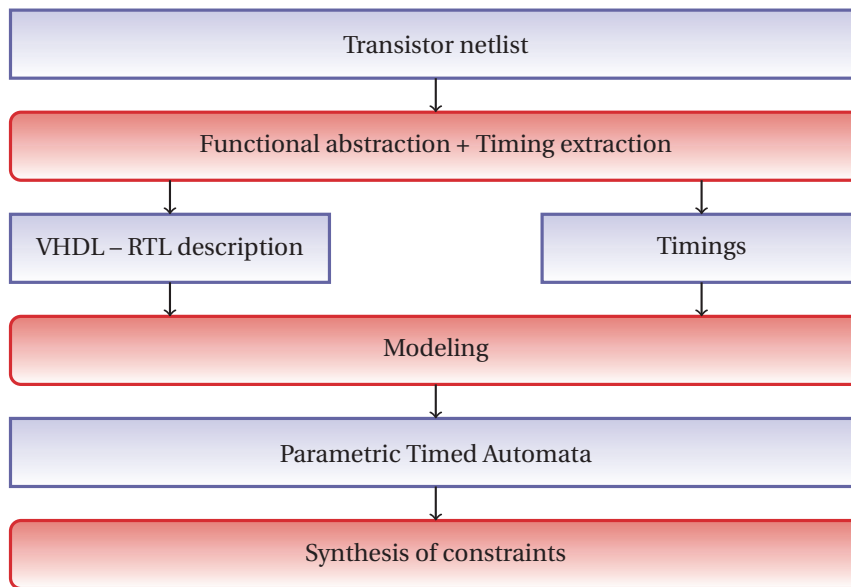 Transistor netlist
Functional abstraction + Timing extraction
VHDL – RTL description
Timings
Modeling
Parametric Timed Automata
Synthesis of constraints